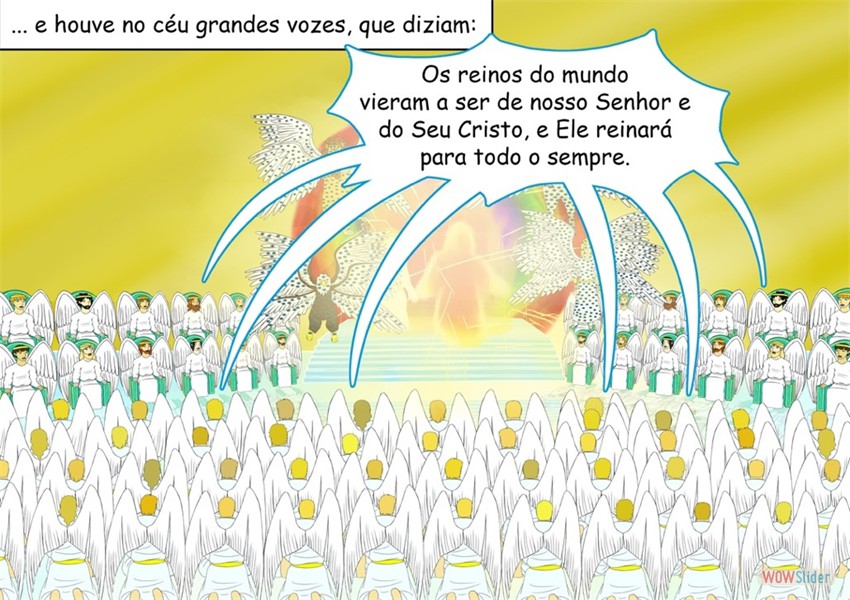 ... e houve no céu grandes vozes, que diziam:
Os reinos do mundo
vieram a ser de nosso Senhor e
do Seu Cristo, e Ele reinará
para todo o sempre.
WOWSlider